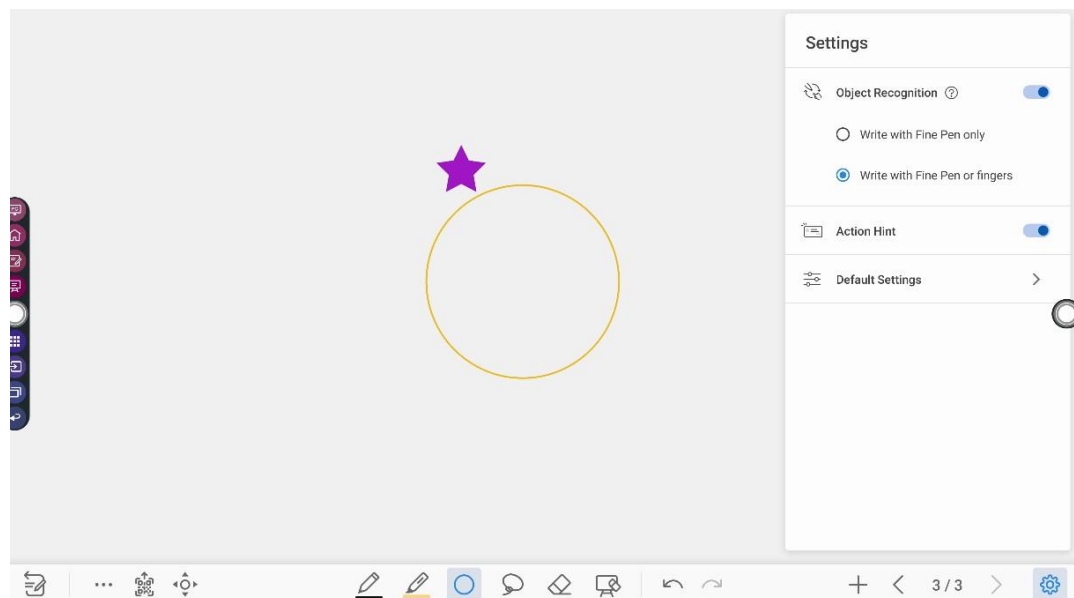 Settings
Object Recognition ?
Write with Fine Pen only
Write with Fine Pen or fingers
Action Hint
Default Settings
3 / 3